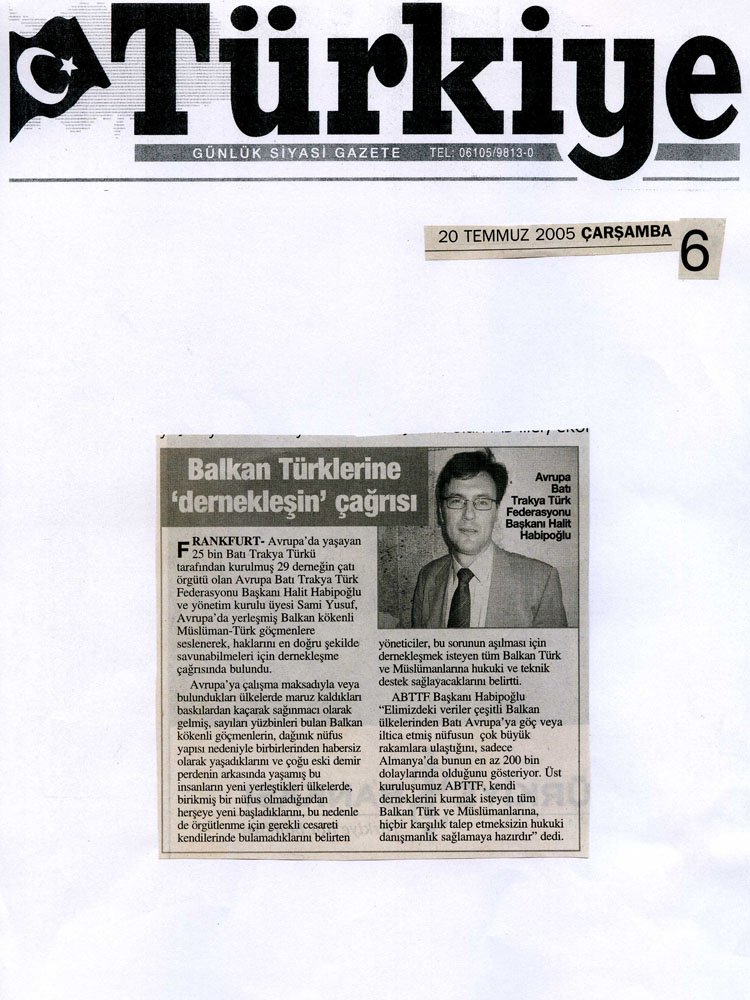 Türkiye
GÜNLÜK SİYASİ GAZETE TEL: 06105/9813-0
20 TEMMUZ 2005 ÇARŞAMBA
6
Balkan Türklerine
‘dernekleşin’ çağrısı
Avrupa
Batı
Trakya Türk
Federasyonu
Başkanı Halit
Habipoğlu
FRANKFURT- Avrupa’da yaşayan
25 bin Batı Trakya Türkü
tarafından kurulmuş 29 derneğin çatı
örgütü olan Avrupa Batı Trakya Türk
Federasyonu Başkanı Halit Habipoğlu
ve yönetim kurulu üyesi Sami Yusuf,
Avrupa’da yerleşmiş Balkan kökenli
Müslüman-Türk göçmenlere
seslenerek, haklarını en doğru şekilde
savunabilmeleri için dernekleşme
çağrısında bulundu.
Avrupa’ya çalışma maksadıyla veya
bulundukları ülkelerde maruz kaldıkları
baskılardan kaçarak sığınmacı olarak
gelmiş, sayıları yüzbinleri bulan Balkan
kökenli göçmenlerin, dağınık nüfus
yapısı nedeniyle birbirlerinden habersiz
olarak yaşadıklarını ve çoğu eski demir
perdenin arkasında yaşamış bu
insanların yeni yerleştikleri ülkelerde,
birikmiş bir nüfus olmadığından
herşeye yeni başladıklarını, bu nedenle
de örgütlenme için gerekli cesareti
kendilerinde bulamadıklarını belirten
yöneticiler, bu sorunun aşılması için
dernekleşmek isteyen tüm Balkan Türk
ve Müslümanlarına hukuki ve teknik
destek sağlayacaklarını belirtti.
ABTTF Başkanı Habipoğlu
“Elimizdeki veriler çeşitli Balkan
ülkelerinden Batı Avrupa’ya göç veya
iltica etmiş nüfusun çok büyük
rakamlara ulaştığını, sadece
Almanya’da bunun en az 200 bin
dolaylarında olduğunu gösteriyor. Üst
kuruluşumuz ABTTF, kendi
derneklerini kurmak isteyen tüm
Balkan Türk ve Müslümanlarına,
hiçbir karşılık talep etmeksizin hukuki
danışmanlık sağlamaya hazırdır” dedi.